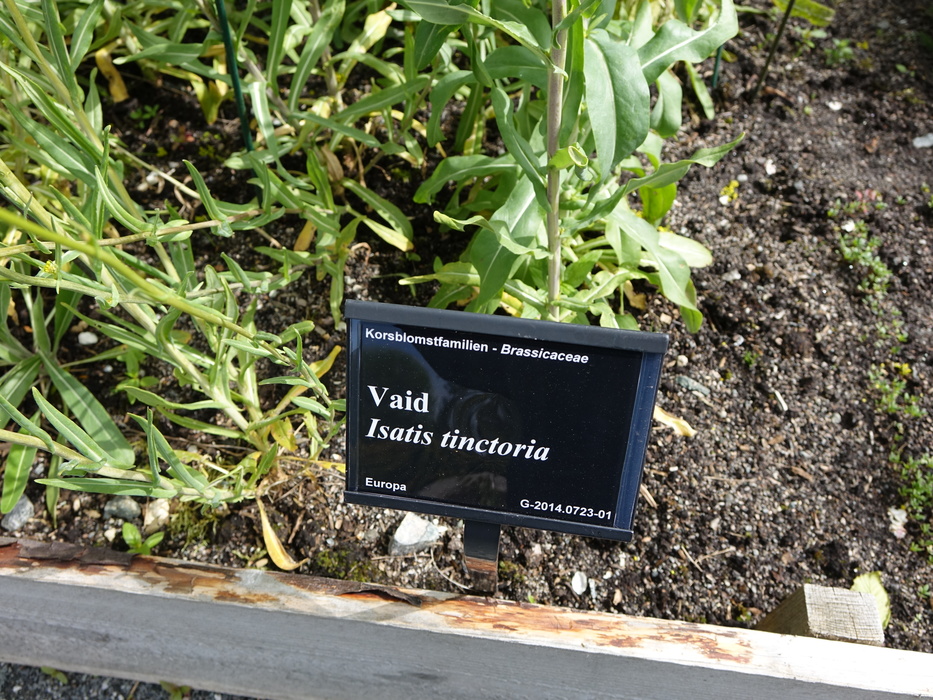 Korsblomstfamilien - Brassicaceae
Vaid
Isatis tinctoria
Europa
G-2014.0723-01